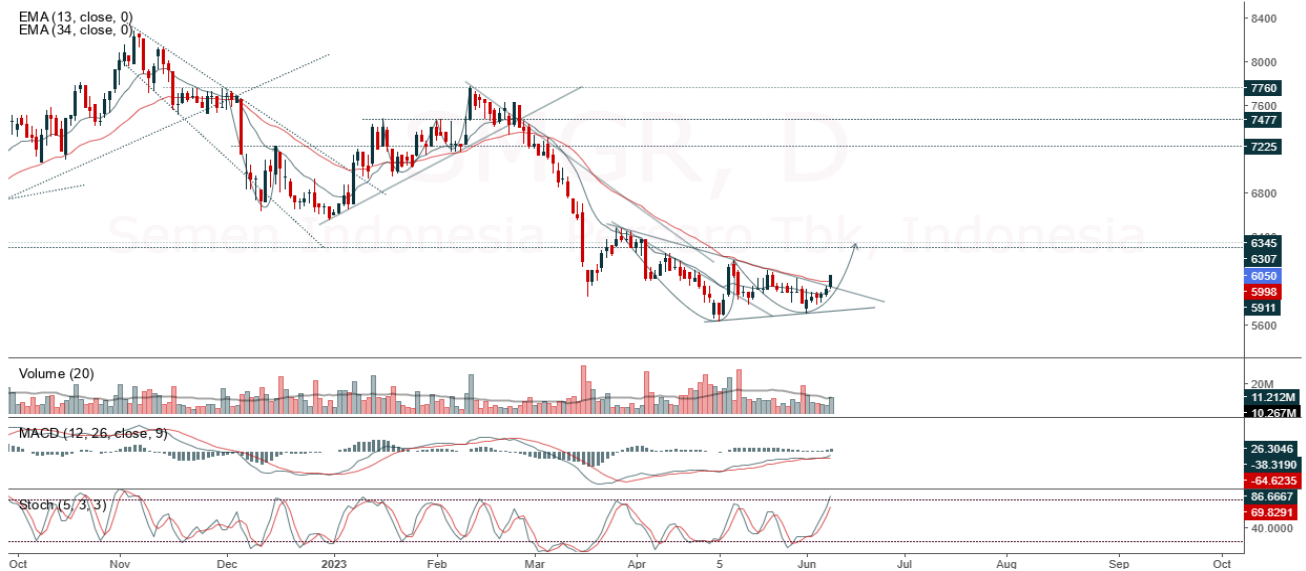 EMA (13, close, 0)
EMA (34, close, 0)
SMGR, D
Semen Indonesia Tbk, Indonesia
8400
8000
7760
7600
7477
7225
6800
6345
6307
6050
5998
5911
5600
Volume (20)
20M
11.212M
10.267M
MACD (12, 26, close, 9)
26.3046
-38.3190
-64.6235
Stoch (5, 3, 3)
86.6667
69.8291
40.0000
Oct Nov Dec 2023 Feb Mar Apr 5 Jun Jul Aug Sep Oct